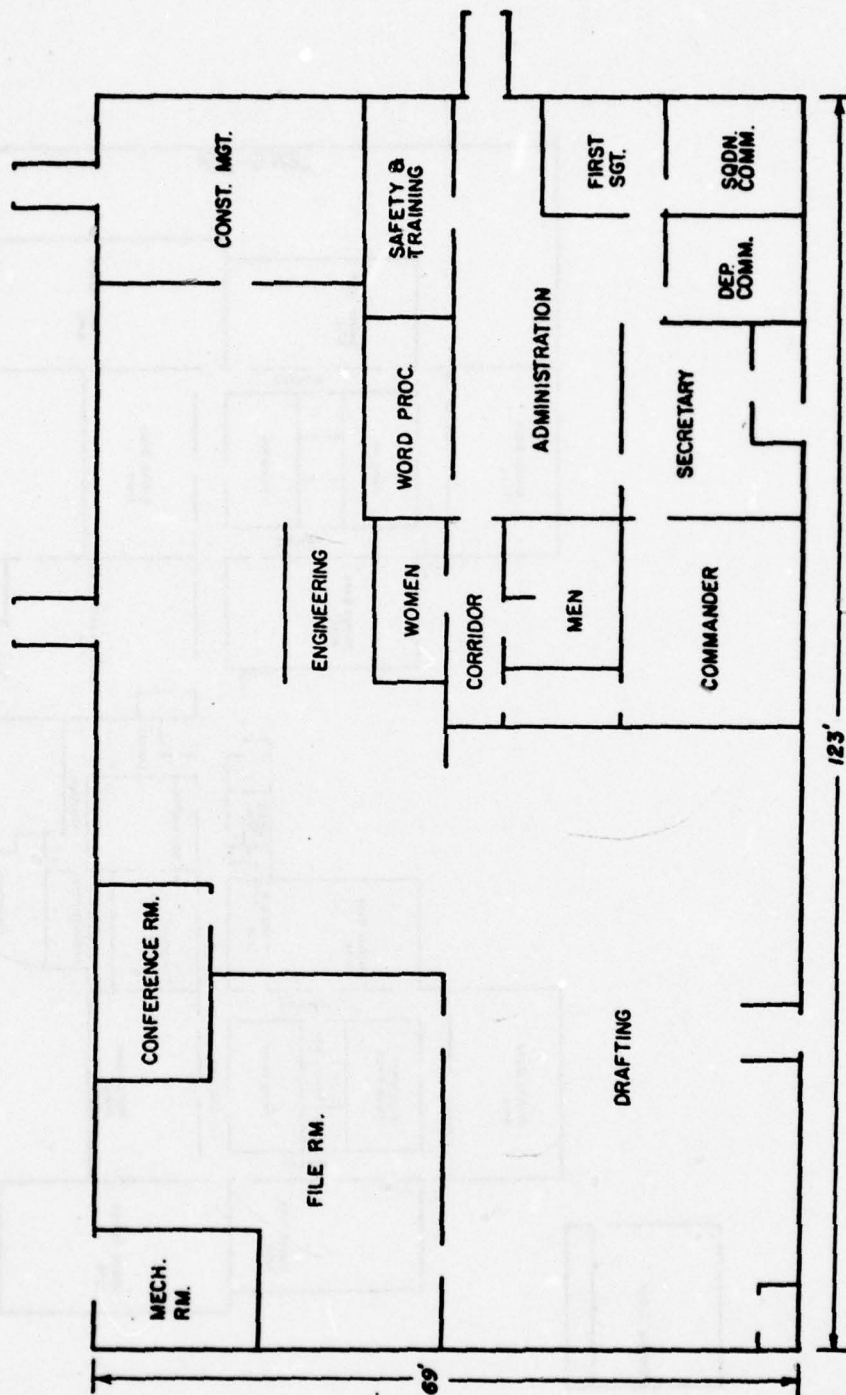 MECH.
RM.
CONFERENCE RM.
CONST. MGT.
FILE RM.
ENGINEERING
WORD PROC.
SAFETY &
TRAINING
WOMEN
CORRIDOR
MEN
ADMINISTRATION
FIRST
SGT.
DRAFTING
COMMANDER
SECRETARY
DEP.
COMM.
SQDN.
COMM.
69'
123'